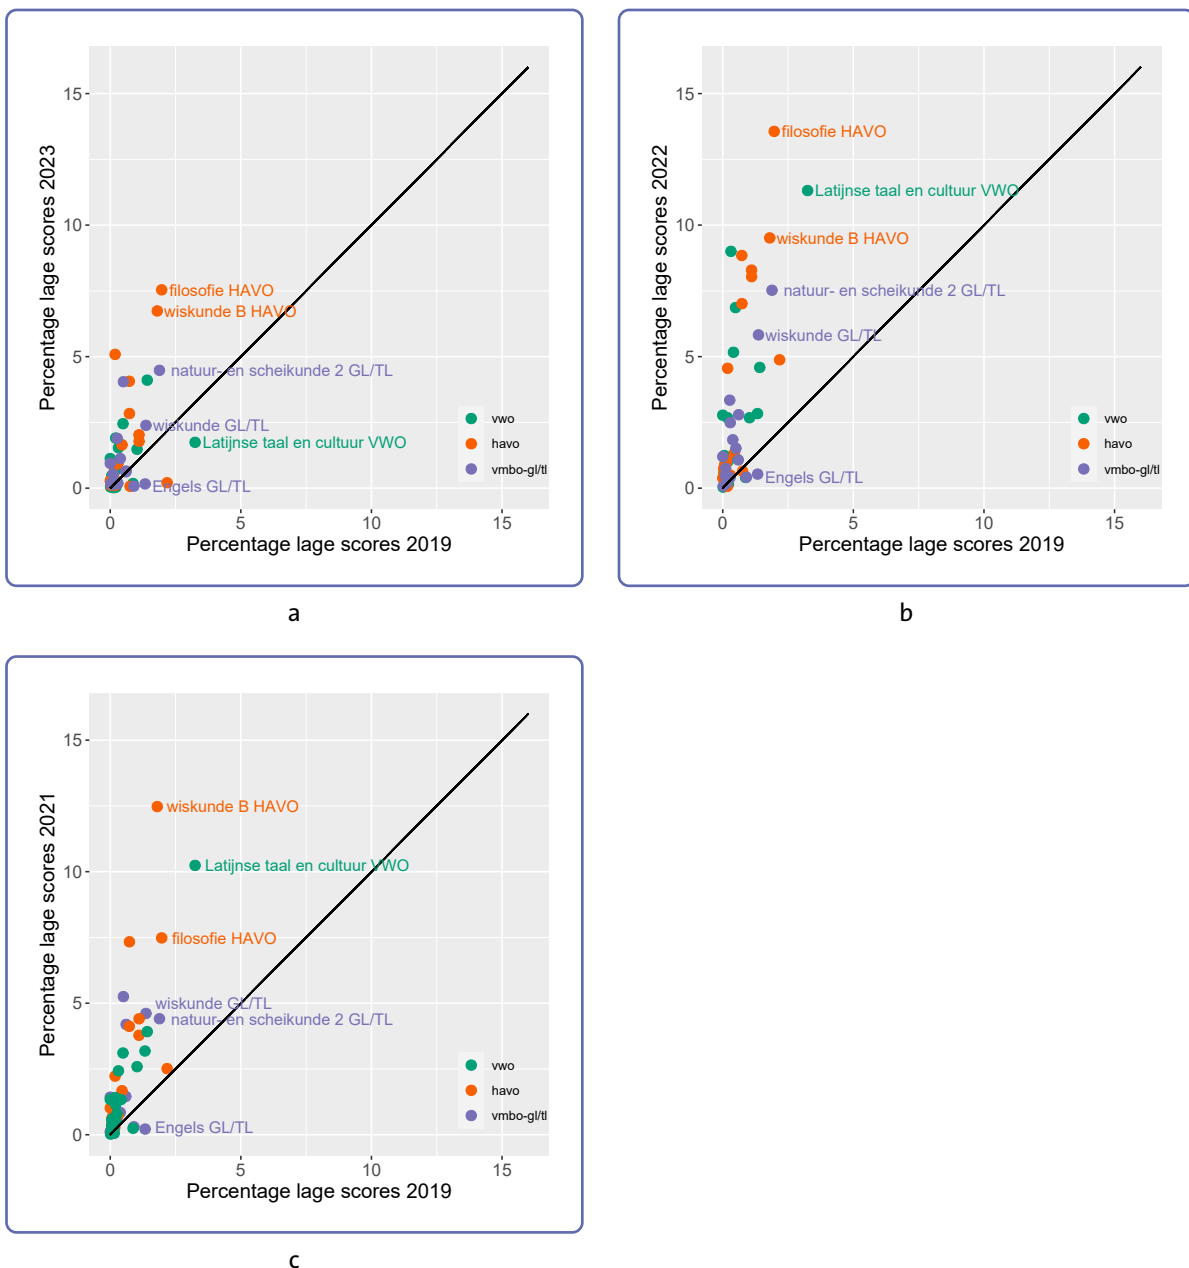 15
10
5
0
Percentage lage scores 2023
filosofie HAVO
wiskunde B HAVO
natuur- en scheikunde 2 GL/TL
wiskunde GL/TL
Latijnse taal en cultuur VWO
Engels GL/TL
vwo
havo
vmbo-gl/tl
0 5 10 15
Percentage lage scores 2019
a
15
10
5
0
Percentage lage scores 2022
filosofie HAVO
Latijnse taal en cultuur VWO
wiskunde B HAVO
natuur- en scheikunde 2 GL/TL
wiskunde GL/TL
Engels GL/TL
vwo
havo
vmbo-gl/tl
0 5 10 15
Percentage lage scores 2019
b
15
10
5
0
Percentage lage scores 2021
wiskunde B HAVO
Latijnse taal en cultuur VWO
filosofie HAVO
wiskunde GL/TL
natuur- en scheikunde 2 GL/TL
Engels GL/TL
vwo
havo
vmbo-gl/tl
0 5 10 15
Percentage lage scores 2019
c